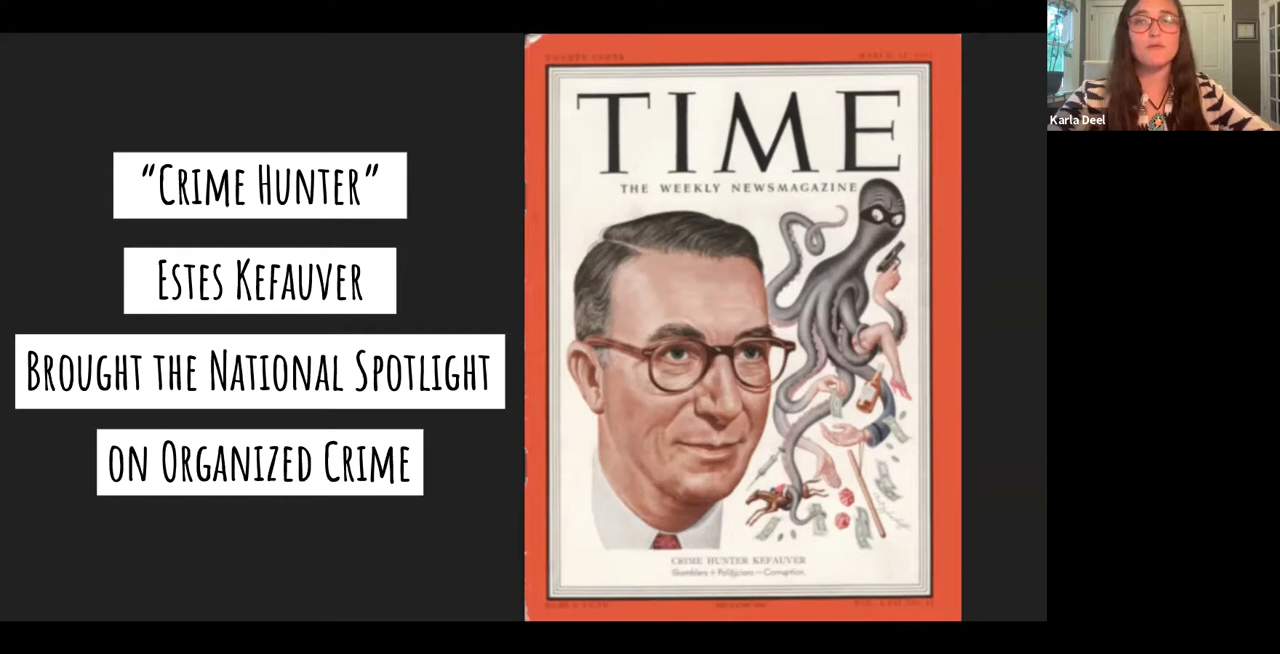 “Crime Hunter”
Estes Kefauver
Brought the National Spotlight
on Organized Crime
TIME
THE WEEKLY NEWSMAGAZINE
CRIME HUNTER KEFAUVER
Gamblers + Politicians = Corruption.
Karla Deel